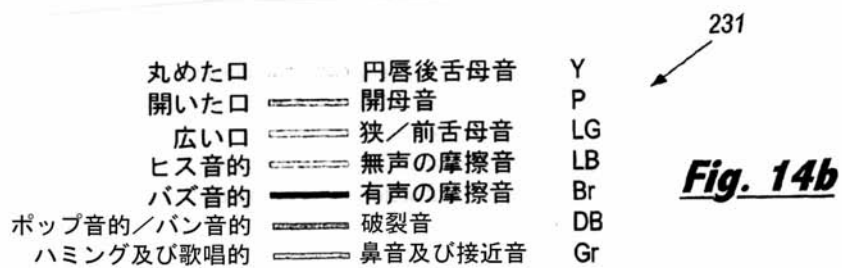 231
丸めた口 円唇後舌母音 Y
開いた口 開母音 P
広い口 狭／前舌母音 LG
ヒス音的 無声の摩擦音 LB
バズ音的 有声の摩擦音 Br
ポップ音的／バン音的 破裂音 DB
ハミング及び歌唱的 鼻音及び接近音 Gr
Fig. 14b